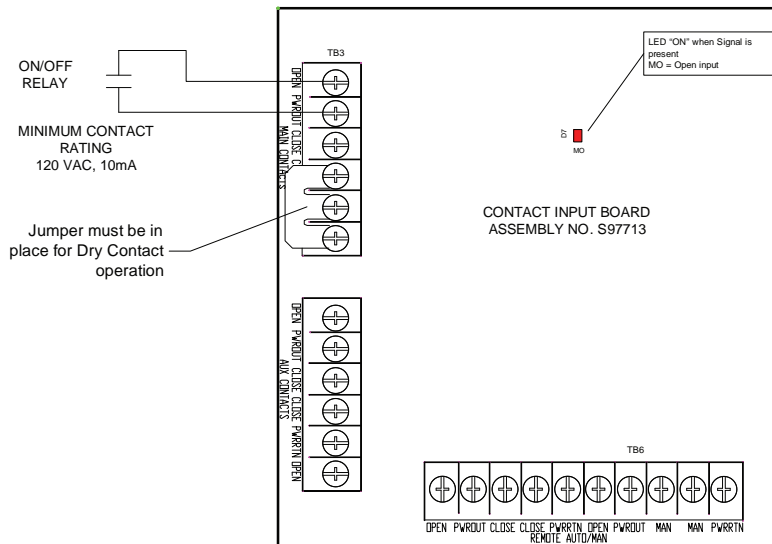 TB3
ON/OFF
RELAY
MINIMUM CONTACT
RATING
120 VAC, 10mA
Jumper must be in
place for Dry Contact
operation
OPEN PWROUT CLOSE C
MAIN CONTACTS
LED "ON" when Signal is
present
MO = Open input
D7
MO
CONTACT INPUT BOARD
ASSEMBLY NO. S97713
OPEN PWROUT CLOSE CLOSE PWRRTN OPEN
AUX CONTACTS
TB6
OPEN PWROUT CLOSE CLOSE PWRRTN OPEN PWROUT MAN MAN PWRRTN
REMOTE AUTO/MAN